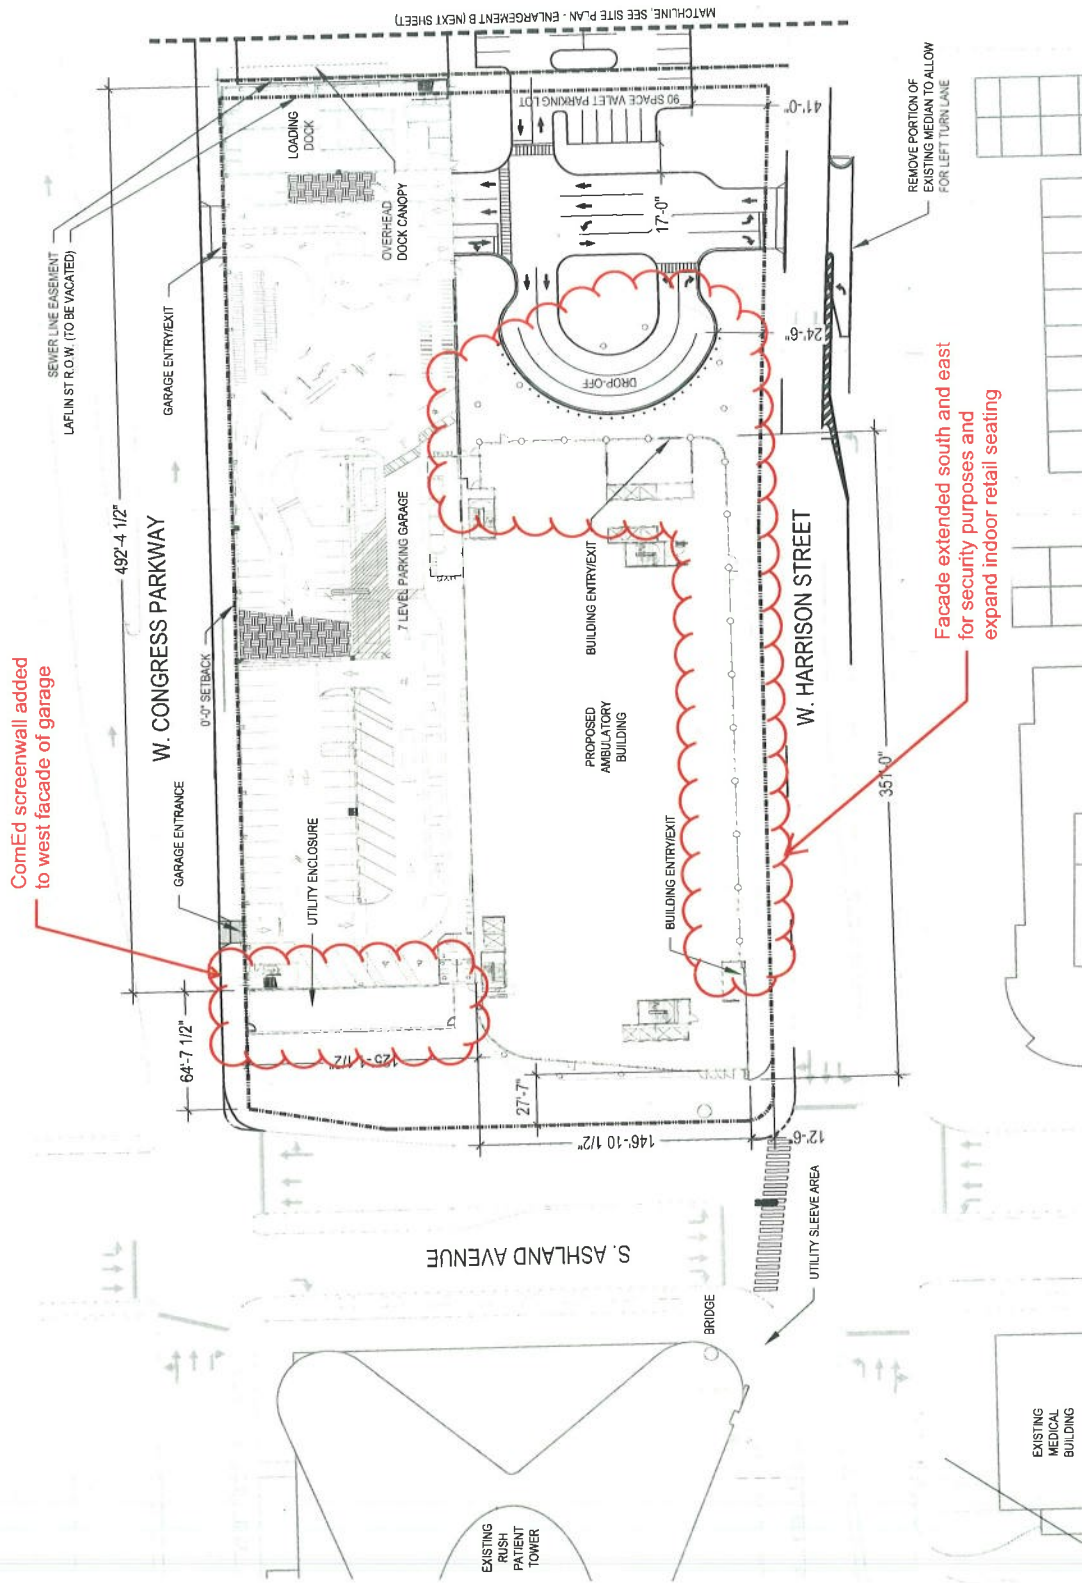 MATCHLINE, SEE SITE PLAN - ENLARGEMENT B (NEXT SHEET)
SEWER LINE EASEMENT
LAFLIN ST R.O.W. (TO BE VACATED)
492'-4 1/2"
GARAGE ENTRY/EXIT
LOADING
DOCK
OVERHEAD
DOCK CANOPY
90 SPACE VALET PARKING LOT
41'-0"
17'-0"
REMOVE PORTION OF
EXISTING MEDIAN TO ALLOW
FOR LEFT TURN LANE
24'-6"
DROP-OFF
W. CONGRESS PARKWAY
0'-0" SETBACK
7 LEVEL PARKING GARAGE
BUILDING ENTRY/EXIT
W. HARRISON STREET
Facade extended south and east
for security purposes and
expand indoor retail seating
ComEd screenwall added
to west facade of garage
GARAGE ENTRANCE
UTILITY ENCLOSURE
PROPOSED
AMBULATORY
BUILDING
BUILDING ENTRY/EXIT
351'-0"
64'-7 1/2"
27'-7"
146'-10 1/2"
12'-6"
S. ASHLAND AVENUE
UTILITY SLEEVE AREA
BRIDGE
EXISTING
RUSH
PATIENT
TOWER
EXISTING
MEDICAL
BUILDING